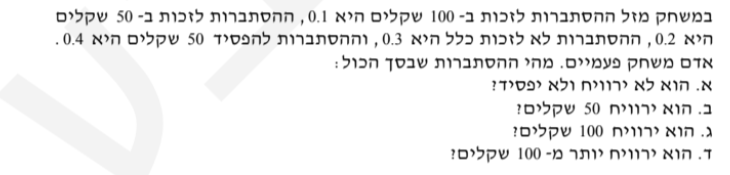 במשחק מזל ההסתברות לזכות ב- 100 שקלים היא 0.1 , ההסתברות לזכות ב- 50 שקלים
היא 0.2 , ההסתברות לא לזכות כלל היא 0.3 , וההסתברות להפסיד 50 שקלים היא 0.4 .
אדם משחק פעמיים. מהי ההסתברות שבסך הכול :
א. הוא לא ירוויח ולא יפסיד?
ב. הוא ירוויח 50 שקלים?
ג. הוא ירוויח 100 שקלים?
ד. הוא ירוויח יותר מ- 100 שקלים?